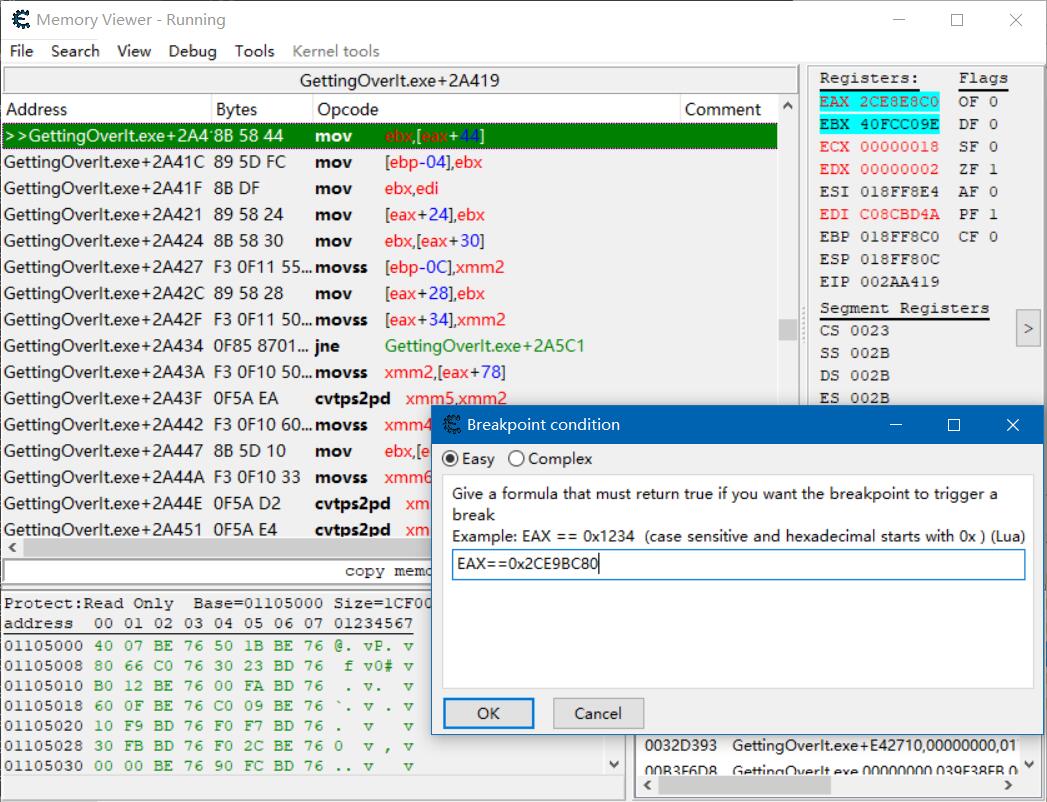 Memory Viewer - Running
File Search View Debug Tools Kernel tools
GettingOverIt.exe+2A419
Address Bytes Opcode Comment
>>GettingOverIt.exe+2A4 8B 58 44 mov ebx,[eax+44]
GettingOverIt.exe+2A41C 89 5D FC mov [ebp-04],ebx
GettingOverIt.exe+2A41F 8B DF mov ebx,edi
GettingOverIt.exe+2A421 89 58 24 mov [eax+24],ebx
GettingOverIt.exe+2A424 8B 58 30 mov ebx,[eax+30]
GettingOverIt.exe+2A427 F3 0F11 55... movss [ebp-0C],xmm2
GettingOverIt.exe+2A42C 89 58 28 mov [eax+28],ebx
GettingOverIt.exe+2A42F F3 0F11 50... movss [eax+34],xmm2
GettingOverIt.exe+2A434 0F85 8701... jne GettingOverIt.exe+2A5C1
GettingOverIt.exe+2A43A F3 0F10 50... movss xmm2,[eax+78]
GettingOverIt.exe+2A43F 0F5A EA cvtps2pd xmm5,xmm2
GettingOverIt.exe+2A442 F3 0F10 60... movss xmm4
GettingOverIt.exe+2A447 8B 5D 10 mov ebx,[e
GettingOverIt.exe+2A44A F3 0F10 33 movss xmm6
GettingOverIt.exe+2A44E 0F5A D2 cvtps2pd xm
GettingOverIt.exe+2A451 0F5A E4 cvtps2pd xm
copy memo
Registers: Flags
EAX 2CE8E8C0 OF 0
EBX 40FCC09E DF 0
ECX 00000018 SF 0
EDX 00000002 ZF 1
ESI 018FF8E4 AF 0
EDI C08CBD4A PF 1
EBP 018FF8C0 CF 0
ESP 018FF80C
EIP 002AA419
Segment Registers
CS 0023
SS 002B
DS 002B
ES 002B
>
Breakpoint condition
Easy Complex
Give a formula that must return true if you want the breakpoint to trigger a
break
Example: EAX == 0x1234 (case sensitive and hexadecimal starts with 0x ) (Lua)
EAX==0x2CE9BC80
OK Cancel
Protect:Read Only Base=01105000 Size=1CF00
address 00 01 02 03 04 05 06 07 01234567
01105000 40 07 BE 76 50 1B BE 76 @. vP. v
01105008 80 66 C0 76 30 23 BD 76 f v0# v
01105010 B0 12 BE 76 00 FA BD 76 . v. v
01105018 60 0F BE 76 C0 09 BE 76 `. v . v
01105020 10 F9 BD 76 F0 F7 BD 76 . v v
01105028 30 FB BD 76 F0 2C BE 76 0 v , v
01105030 00 00 BE 76 90 FC BD 76 .. v v
0032D393 GettingOverIt.exe+E42710,00000000,01
00B3F6D8 GettingOverIt.exe,00000000,039F38FB,0